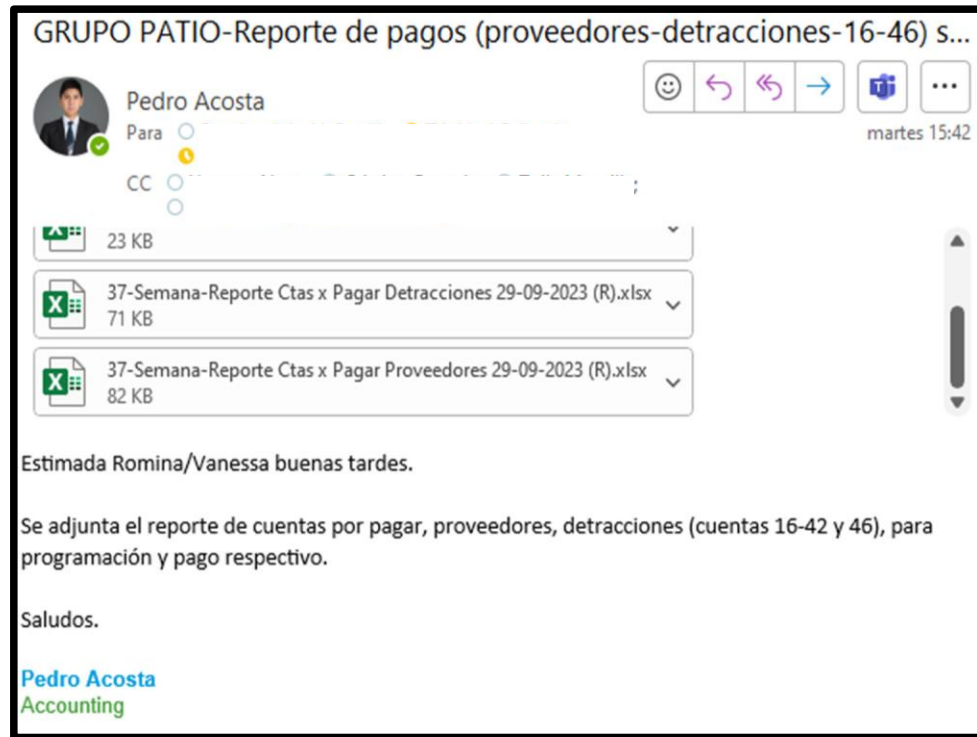 GRUPO PATIO-Reporte de pagos (proveedores-detracciones-16-46) s...
Pedro Acosta
Para
martes 15:42
CC
;
23 KB
37-Semana-Reporte Ctas x Pagar Detracciones 29-09-2023 (R).xlsx
71 KB
37-Semana-Reporte Ctas x Pagar Proveedores 29-09-2023 (R).xlsx
82 KB
Estimada Romina/Vanessa buenas tardes.
Se adjunta el reporte de cuentas por pagar, proveedores, detracciones (cuentas 16-42 y 46), para
programación y pago respectivo.
Saludos.
Pedro Acosta
Accounting